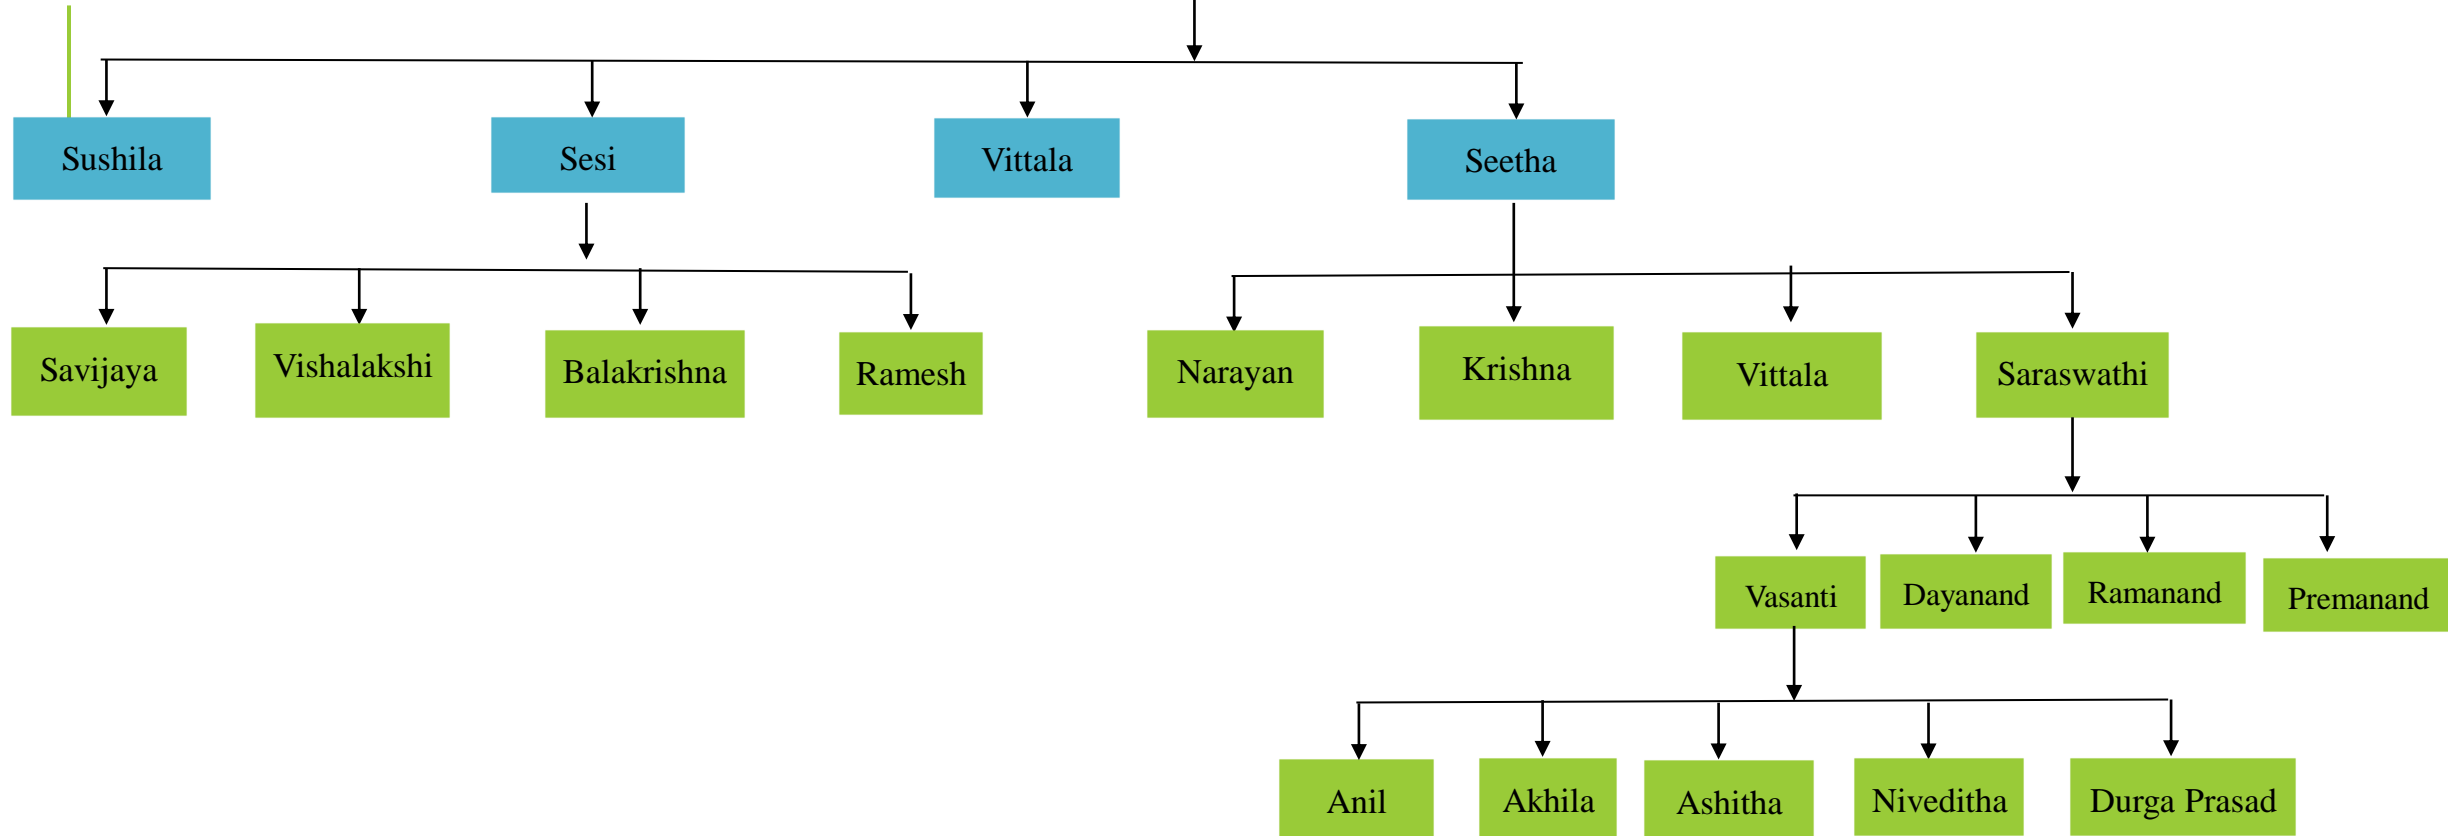 Sushila
Sesi
Vittala
Seetha
Savijaya
Vishalakshi
Balakrishna
Ramesh
Narayan
Krishna
Vittala
Saraswathi
Vasanti
Dayanand
Ramanand
Premanand
Anil
Akhila
Ashitha
Niveditha
Durga Prasad